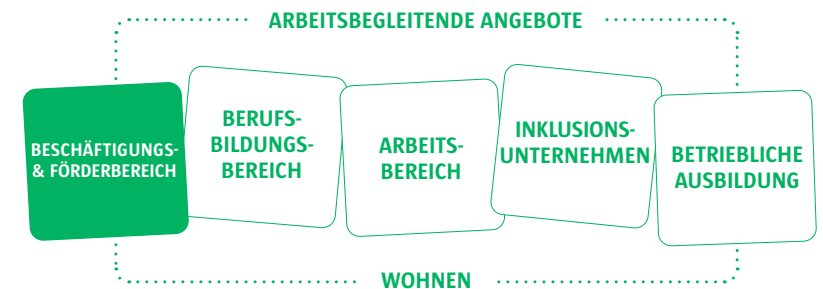 ARBEITSBEGLEITENDE ANGEBOTE
BESCHÄFTIGUNGS-
& FÖRDERBEREICH
BERUFS-
BILDUNGS-
BEREICH
ARBEITS-
BEREICH
INKLUSIONS-
UNTERNEHMEN
BETRIEBLICHE
AUSBILDUNG
WOHNEN